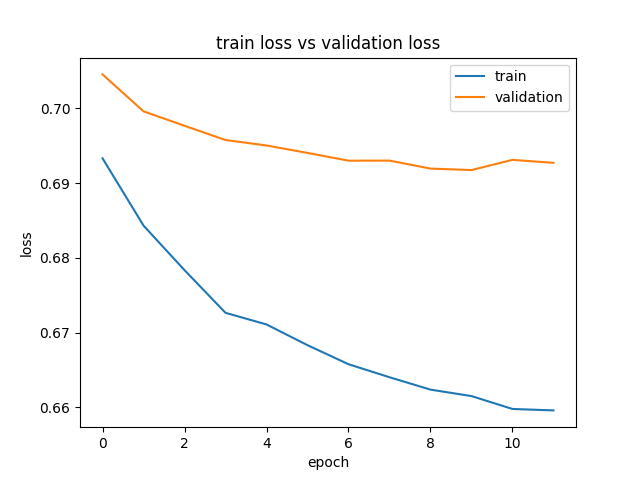 train loss vs validation loss
train
validation
0.70
0.69
0.68
0.67
0.66
loss
0 2 4 6 8 10
epoch